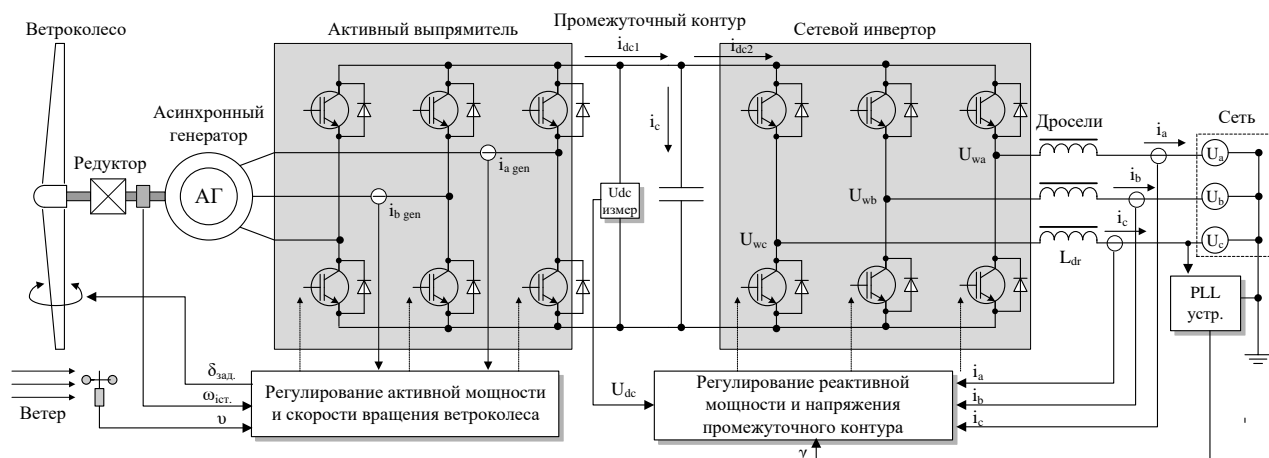 Ветроколесо
Активный выпрямитель
Промежуточный контур
Сетевой инвертор
i_dc1
i_dc2
Асинхронный
генератор
Редуктор
АГ
i_a gen
i_b gen
Udc
измер
i_c
U_wa
U_wb
U_wc
Дросели
L_dr
i_a
i_b
i_c
Сеть
U_a
U_b
U_c
PLL
устр.
Ветер
δ_зад.
ω_іст.
υ
Регулирование активной мощности
и скорости вращения ветроколеса
U_dc
Регулирование реактивной
мощности и напряжения
промежуточного контура
i_a
i_b
i_c
γ